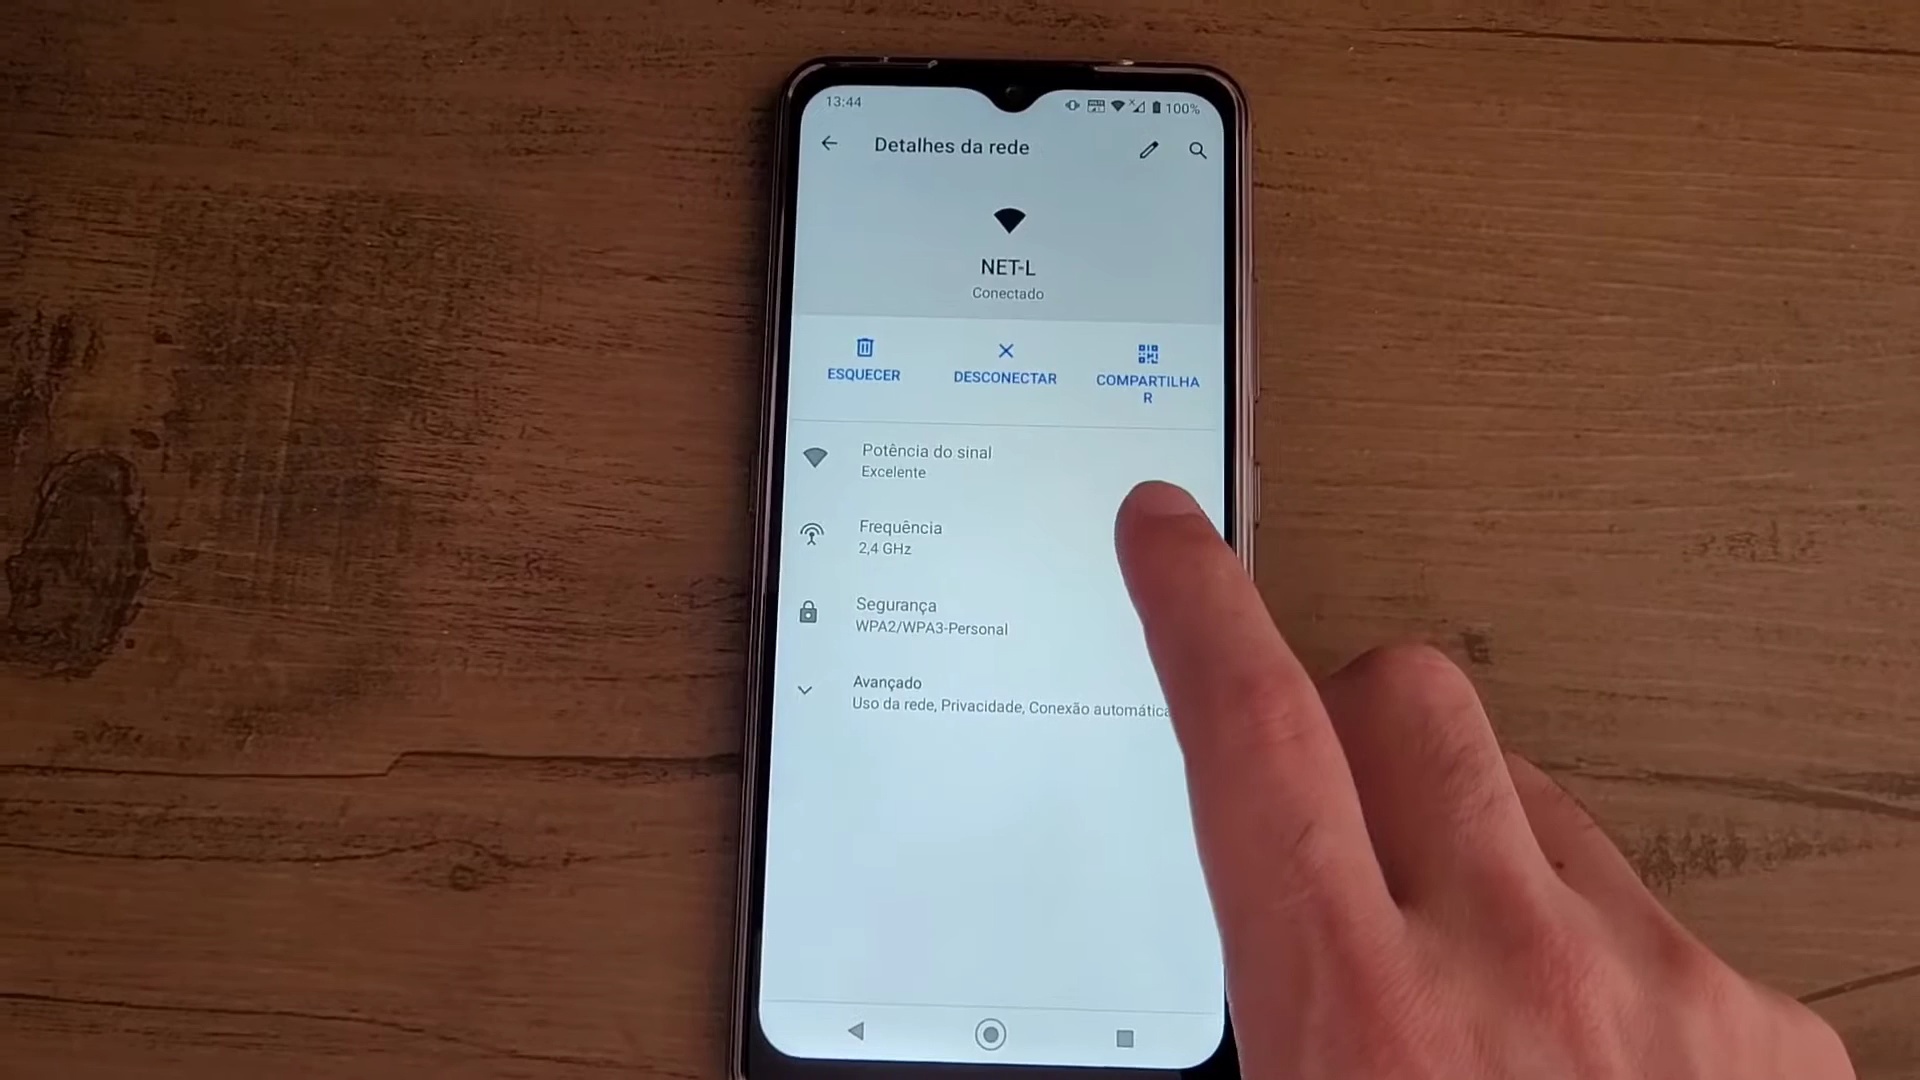 13:44
100%
Detalhes da rede
NET-L
Conectado
ESQUECER
DESCONECTAR
COMPARTILHA
R
Potência do sinal
Excelente
Frequência
2,4 GHz
Segurança
WPA2/WPA3-Personal
Avançado
Uso da rede, Privacidade, Conexão automática